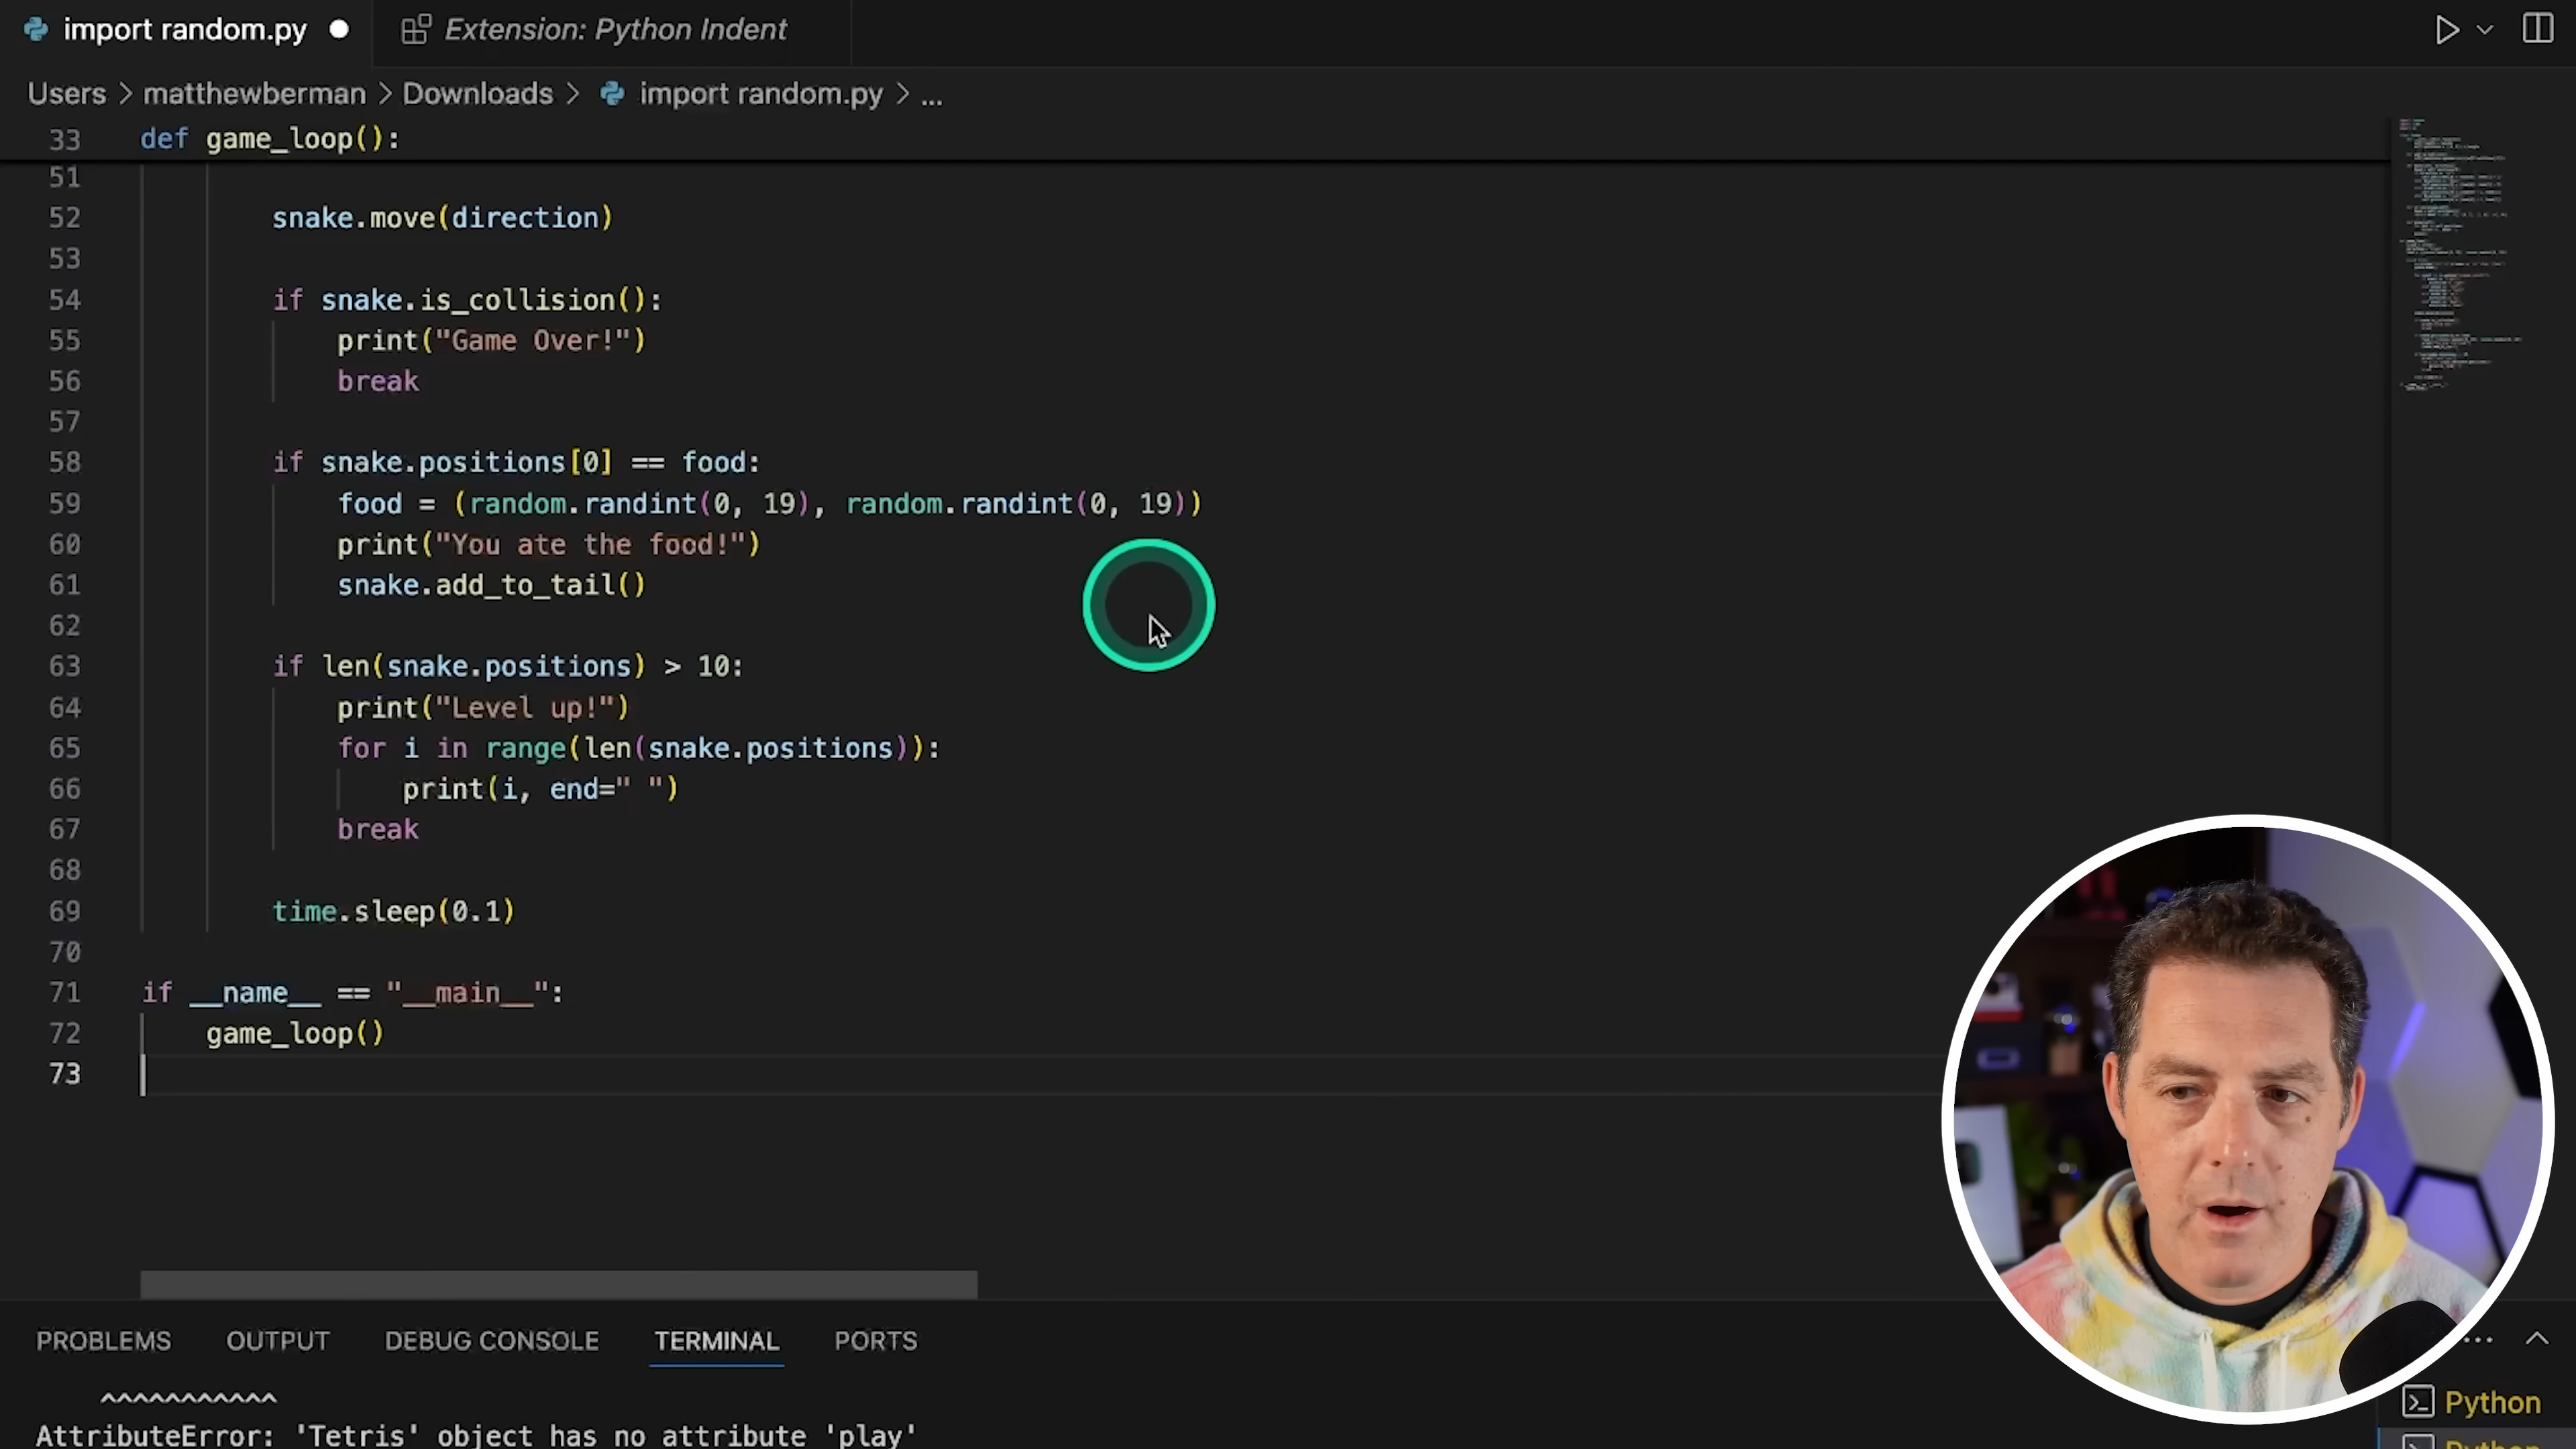 import random.py
Extension: Python Indent
Users > matthewberman > Downloads > import random.py > ...
33 def game_loop():
51
52 snake.move(direction)
53
54 if snake.is_collision():
55 print("Game Over!")
56 break
57
58 if snake.positions[0] == food:
59 food = (random.randint(0, 19), random.randint(0, 19))
60 print("You ate the food!")
61 snake.add_to_tail()
62
63 if len(snake.positions) > 10:
64 print("Level up!")
65 for i in range(len(snake.positions)):
66 print(i, end=" ")
67 break
68
69 time.sleep(0.1)
70
71 if __name__ == "__main__":
72 game_loop()
73
PROBLEMS OUTPUT DEBUG CONSOLE TERMINAL PORTS
^^^^^^^^^^^
AttributeError: 'Tetris' object has no attribute 'play'
Python